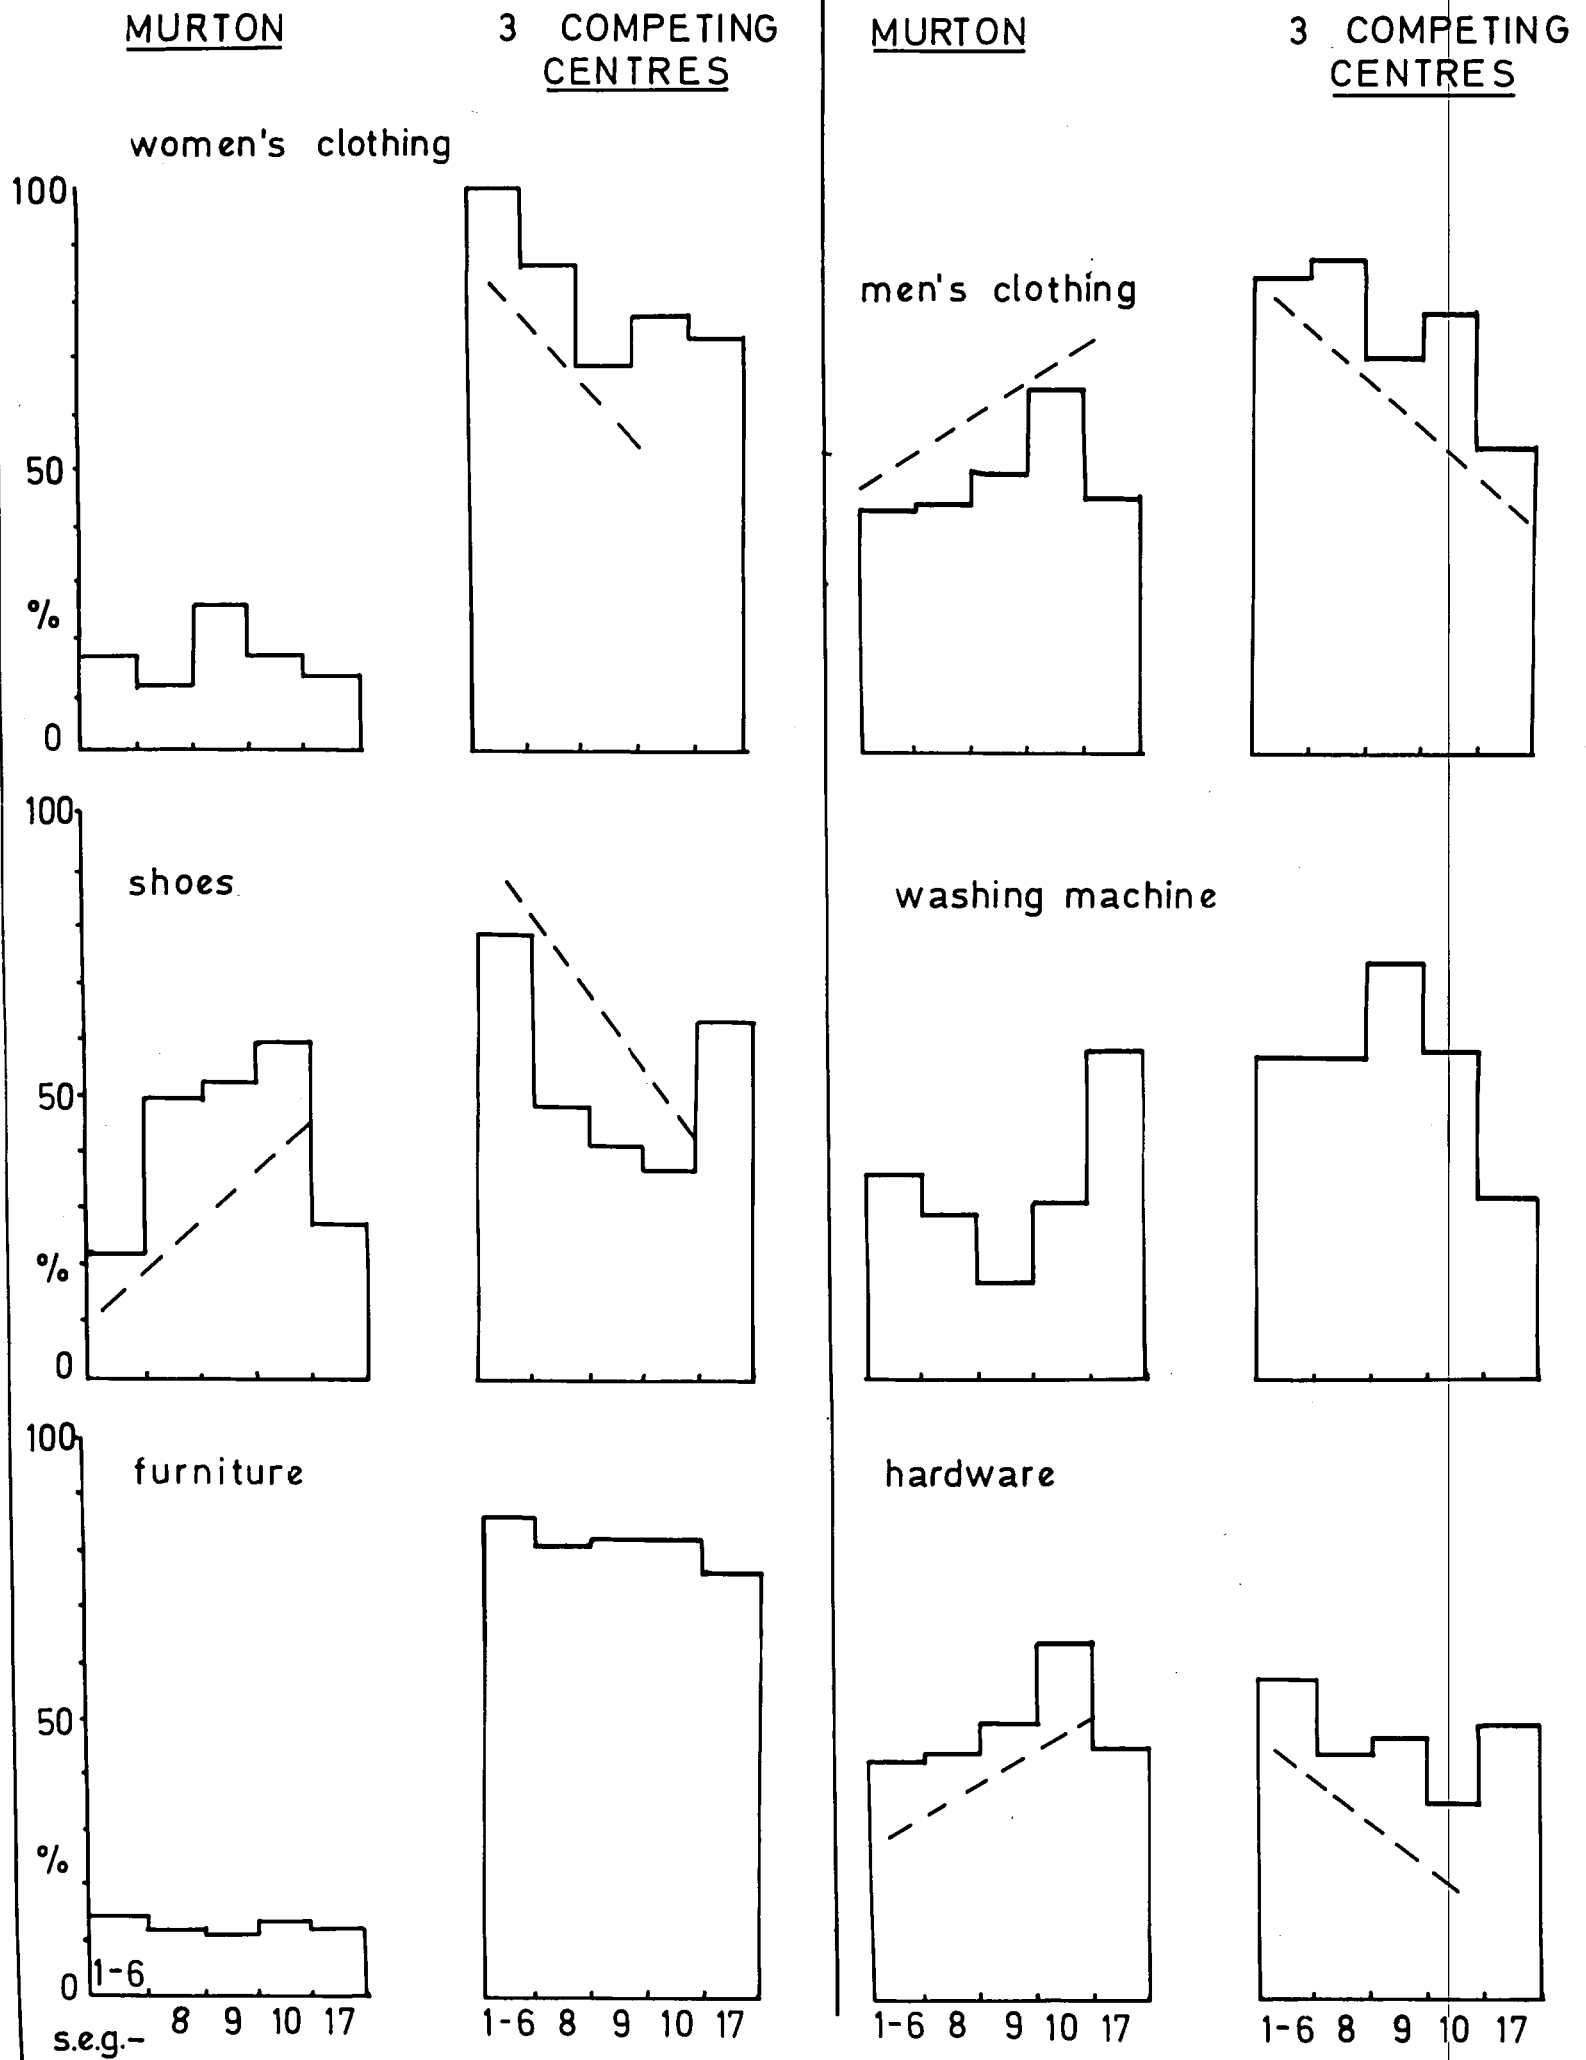 MURTON
3 COMPETING
CENTRES
MURTON
3 COMPETING
CENTRES
women's clothing
100
50
%
0
men's clothing
100
shoes
50
%
0
washing machine
100
furniture
50
%
0
1-6
8 9 10 17
s.e.g.-
1-6 8 9 10 17
hardware
1-6 8 9 10 17
1-6 8 9 10 17